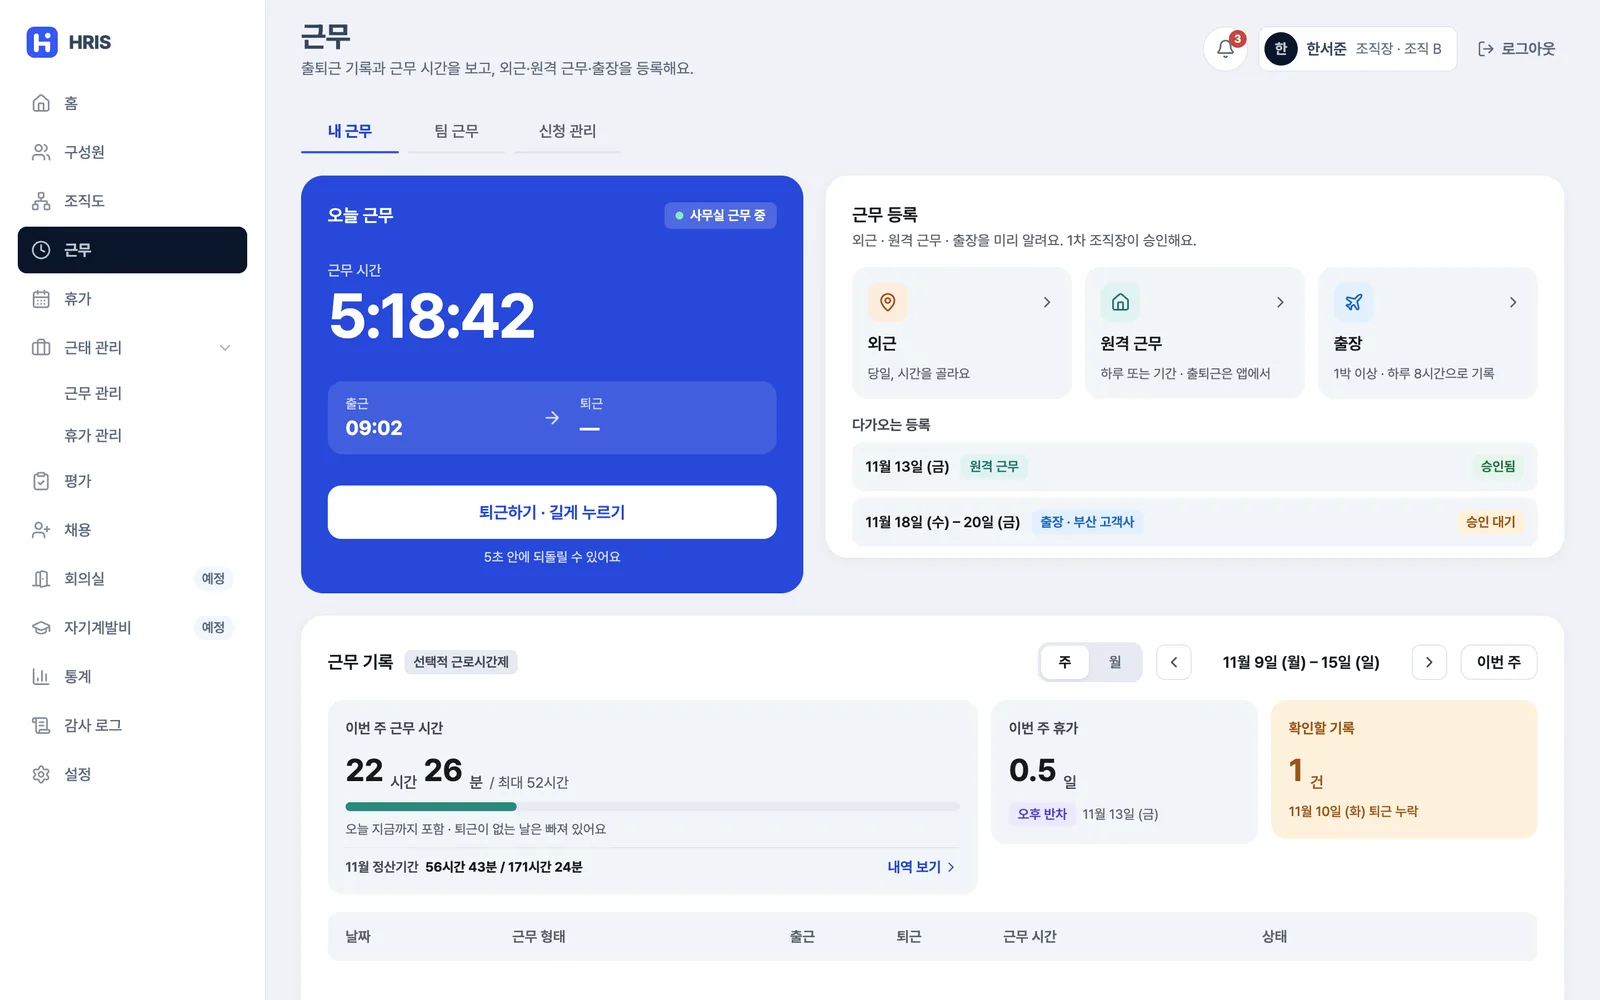 HRIS
홈
구성원
조직도
근무
휴가
근태 관리
근무 관리
휴가 관리
평가
채용
회의실 예정
자기계발비 예정
통계
감사 로그
설정
근무
출퇴근 기록과 근무 시간을 보고, 외근·원격 근무·출장을 등록해요.
3
한 한서준 조직장 · 조직 B
로그아웃
내 근무 팀 근무 신청 관리
오늘 근무
사무실 근무 중
근무 시간
5:18:42
출근
09:02
퇴근
—
퇴근하기 · 길게 누르기
5초 안에 되돌릴 수 있어요
근무 등록
외근 · 원격 근무 · 출장을 미리 알려요. 1차 조직장이 승인해요.
외근
당일, 시간을 골라요
원격 근무
하루 또는 기간 · 출퇴근은 앱에서
출장
1박 이상 · 하루 8시간으로 기록
다가오는 등록
11월 13일 (금) 원격 근무 승인됨
11월 18일 (수) – 20일 (금) 출장 · 부산 고객사 승인 대기
근무 기록 선택적 근로시간제
주 월
11월 9일 (월) – 15일 (일)
이번 주
이번 주 근무 시간
22 시간 26 분 / 최대 52시간
오늘 지금까지 포함 · 퇴근이 없는 날은 빠져 있어요
11월 정산기간 56시간 43분 / 171시간 24분
내역 보기
이번 주 휴가
0.5 일
오후 반차 11월 13일 (금)
확인할 기록
1 건
11월 10일 (화) 퇴근 누락
날짜 근무 형태 출근 퇴근 근무 시간 상태